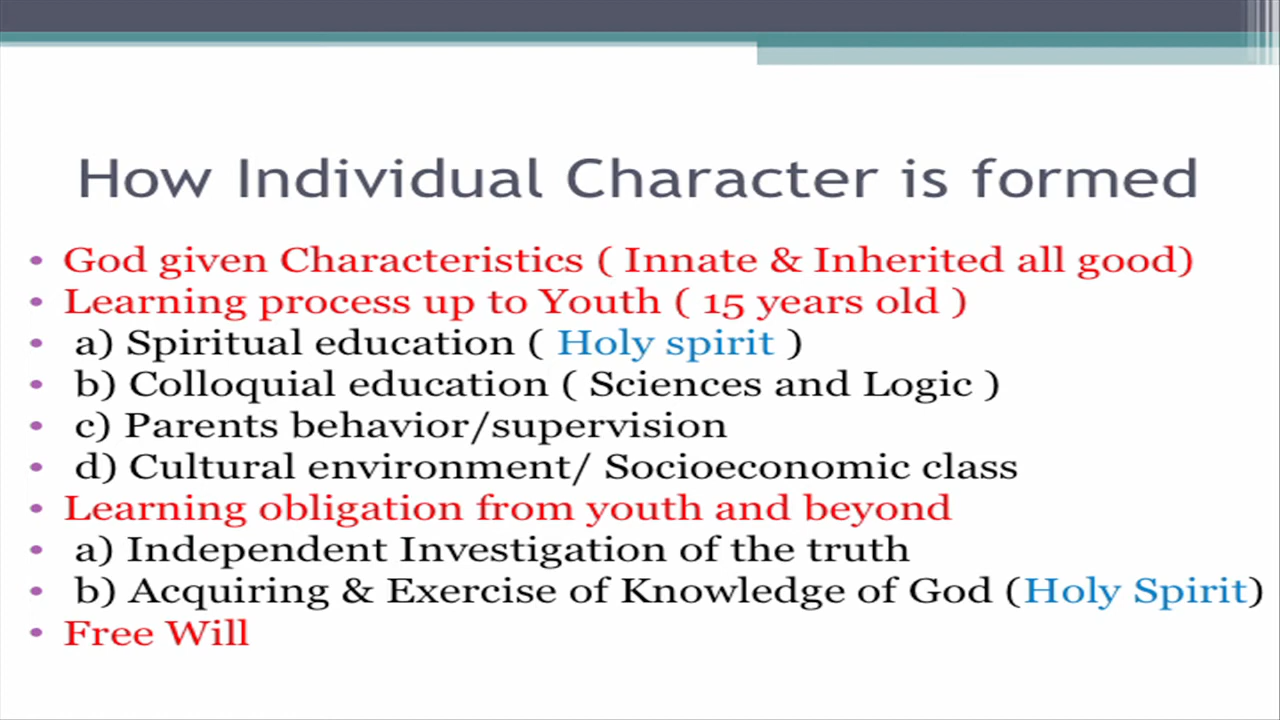 How Individual Character is formed
• God given Characteristics ( Innate & Inherited all good)
• Learning process up to Youth ( 15 years old )
• a) Spiritual education ( Holy spirit )
• b) Colloquial education ( Sciences and Logic )
• c) Parents behavior/supervision
• d) Cultural environment/ Socioeconomic class
• Learning obligation from youth and beyond
• a) Independent Investigation of the truth
• b) Acquiring & Exercise of Knowledge of God (Holy Spirit)
• Free Will